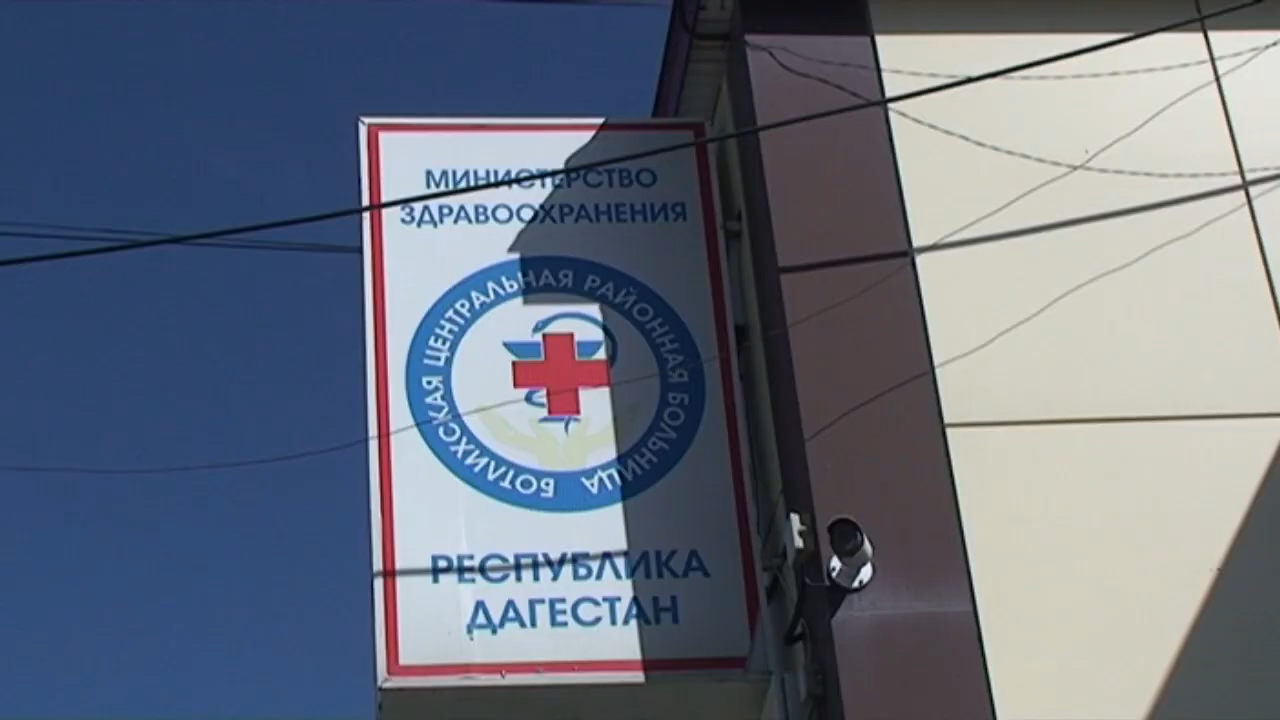 МИНИСТЕРСТВО
ЗДРАВООХРАНЕНИЯ
БОТЛИХСКАЯ ЦЕНТРАЛЬНАЯ РАЙОННАЯ БОЛЬНИЦА
РЕСПУБЛИКА
ДАГЕСТАН